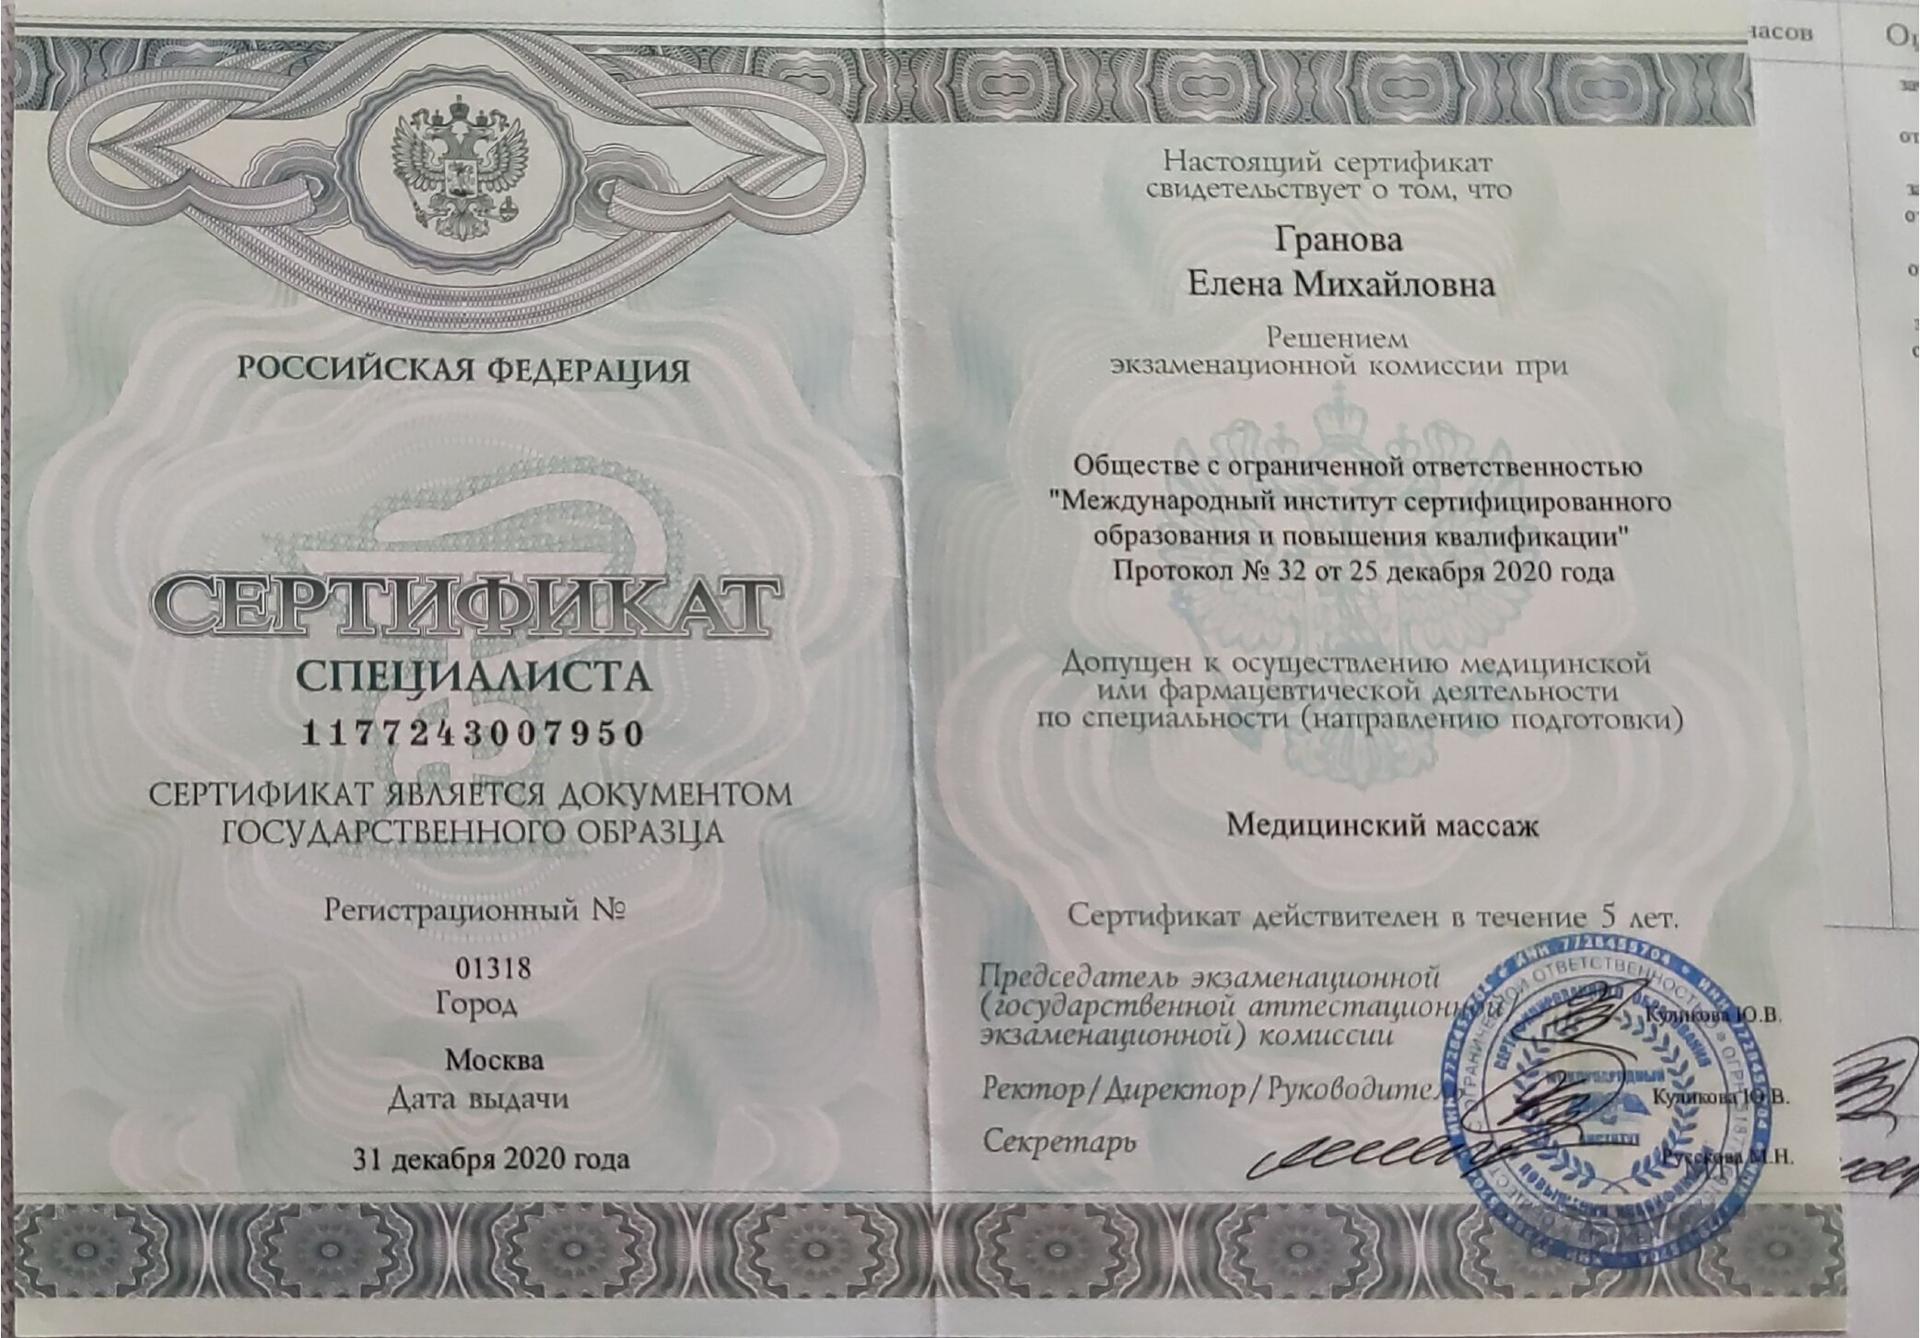 РОССИЙСКАЯ ФЕДЕРАЦИЯ
СЕРТИФИКАТ
СПЕЦИАЛИСТА
1177243007950
СЕРТИФИКАТ ЯВЛЯЕТСЯ ДОКУМЕНТОМ
ГОСУДАРСТВЕННОГО ОБРАЗЦА
Регистрационный №
01318
Город
Москва
Дата выдачи
31 декабря 2020 года
Настоящий сертификат
свидетельствует о том, что
Гранова
Елена Михайловна
Решением
экзаменационной комиссии при
Обществе с ограниченной ответственностью
"Международный институт сертифицированного
образования и повышения квалификации"
Протокол № 32 от 25 декабря 2020 года
Допущен к осуществлению медицинской
или фармацевтической деятельности
по специальности (направлению подготовки)
Медицинский массаж
Сертификат действителен в течение 5 лет.
Председатель экзаменационной
(государственной аттестационной/
экзаменационной) комиссии
Куликова Ю.В.
Ректор/Директор/Руководитель
Куликова Ю.В.
Секретарь
Русскова М.Н.
ИНН 7728455704
часов